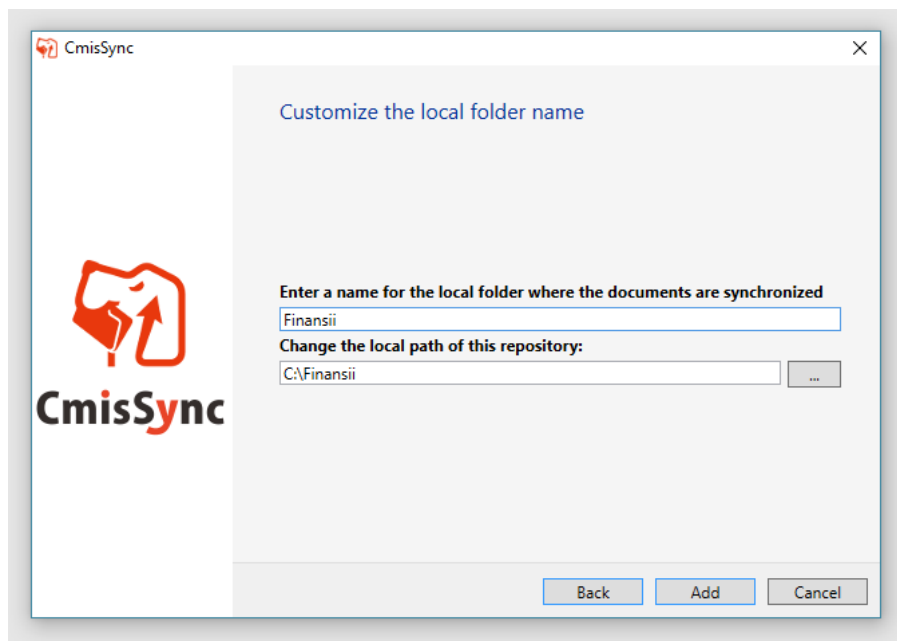 CmisSync
Customize the local folder name
Enter a name for the local folder where the documents are synchronized
Finansii
Change the local path of this repository:
C:\Finansii
...
CmisSync
Back
Add
Cancel